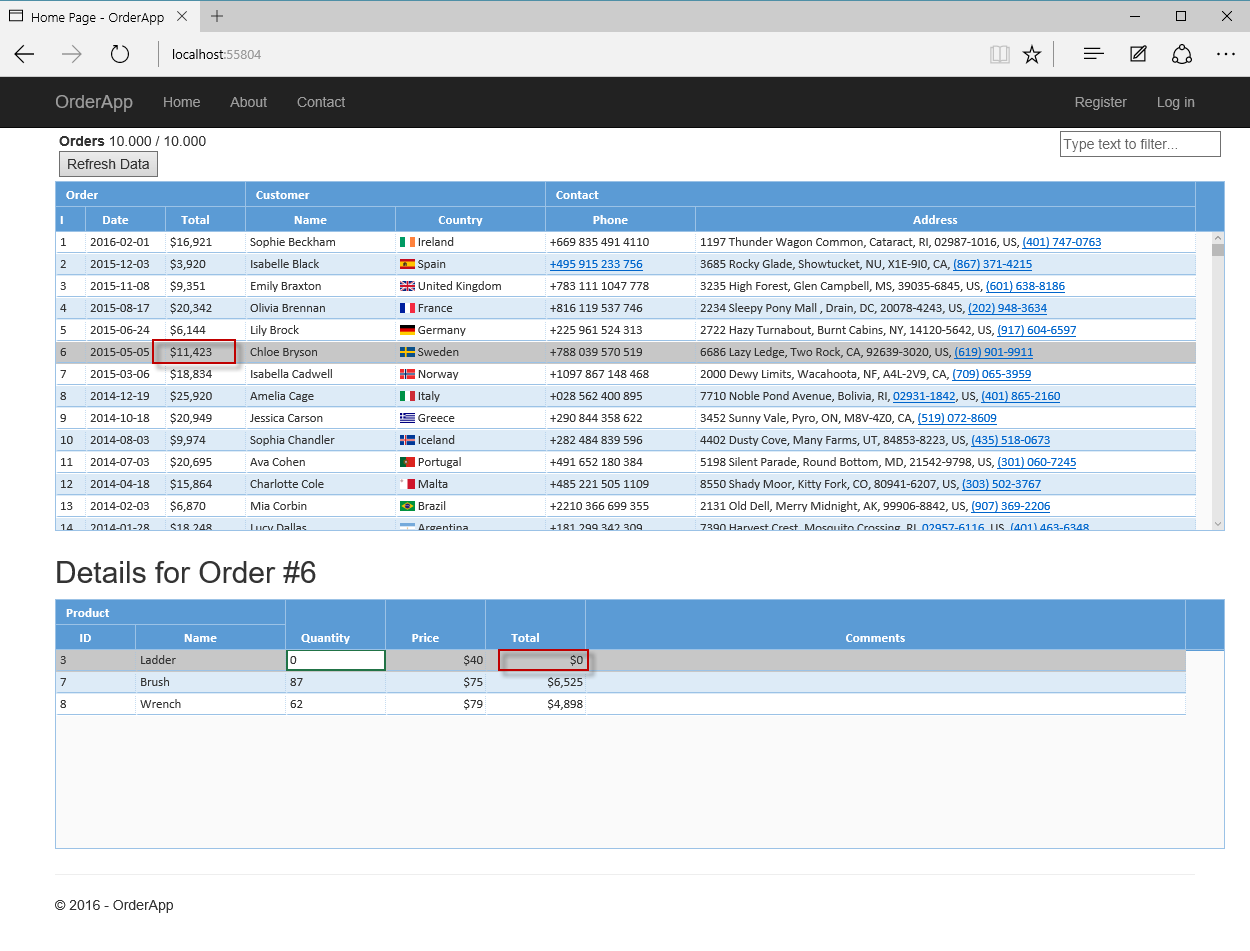 Home Page - OrderApp
localhost:55804
OrderApp Home About Contact Register Log in
Orders 10.000 / 10.000
Type text to filter...
Refresh Data
Order Customer Contact
I Date Total Name Country Phone Address
1 2016-02-01 $16,921 Sophie Beckham Ireland +669 835 491 4110 1197 Thunder Wagon Common, Cataract, RI, 02987-1016, US, (401) 747-0763
2 2015-12-03 $3,920 Isabelle Black Spain +495 915 233 756 3685 Rocky Glade, Showtucket, NU, X1E-9I0, CA, (867) 371-4215
3 2015-11-08 $9,351 Emily Braxton United Kingdom +783 111 1047 778 3235 High Forest, Glen Campbell, MS, 39035-6845, US, (601) 638-8186
4 2015-08-17 $20,342 Olivia Brennan France +816 119 537 746 2234 Sleepy Pony Mall , Drain, DC, 20078-4243, US, (202) 948-3634
5 2015-06-24 $6,144 Lily Brock Germany +225 961 524 313 2722 Hazy Turnabout, Burnt Cabins, NY, 14120-5642, US, (917) 604-6597
6 2015-05-05 $11,423 Chloe Bryson Sweden +788 039 570 519 6686 Lazy Ledge, Two Rock, CA, 92639-3020, US, (619) 901-9911
7 2015-03-06 $18,834 Isabella Cadwell Norway +1097 867 148 468 2000 Dewy Limits, Wacahoota, NF, A4L-2V9, CA, (709) 065-3959
8 2014-12-19 $25,920 Amelia Cage Italy +028 562 400 895 7710 Noble Pond Avenue, Bolivia, RI, 02931-1842, US, (401) 865-2160
9 2014-10-18 $20,949 Jessica Carson Greece +290 844 358 622 3452 Sunny Vale, Pyro, ON, M8V-4Z0, CA, (519) 072-8609
10 2014-08-03 $9,974 Sophia Chandler Iceland +282 484 839 596 4402 Dusty Cove, Many Farms, UT, 84853-8223, US, (435) 518-0673
11 2014-07-03 $20,695 Ava Cohen Portugal +491 652 180 384 5198 Silent Parade, Round Bottom, MD, 21542-9798, US, (301) 060-7245
12 2014-04-18 $15,864 Charlotte Cole Malta +485 221 505 1109 8550 Shady Moor, Kitty Fork, CO, 80941-6207, US, (303) 502-3767
13 2014-02-03 $6,870 Mia Corbin Brazil +2210 366 699 355 2131 Old Dell, Merry Midnight, AK, 99906-8842, US, (907) 369-2206
14 2014-01-28 $18,248 Lucy Dallas Argentina +181 299 342 309 7390 Harvest Crest, Mosquito Crossing, RI, 02957-6116, US, (401) 463-6348
Details for Order #6
Product
ID Name Quantity Price Total Comments
3 Ladder 0 $40 $0
7 Brush 87 $75 $6,525
8 Wrench 62 $79 $4,898
© 2016 - OrderApp